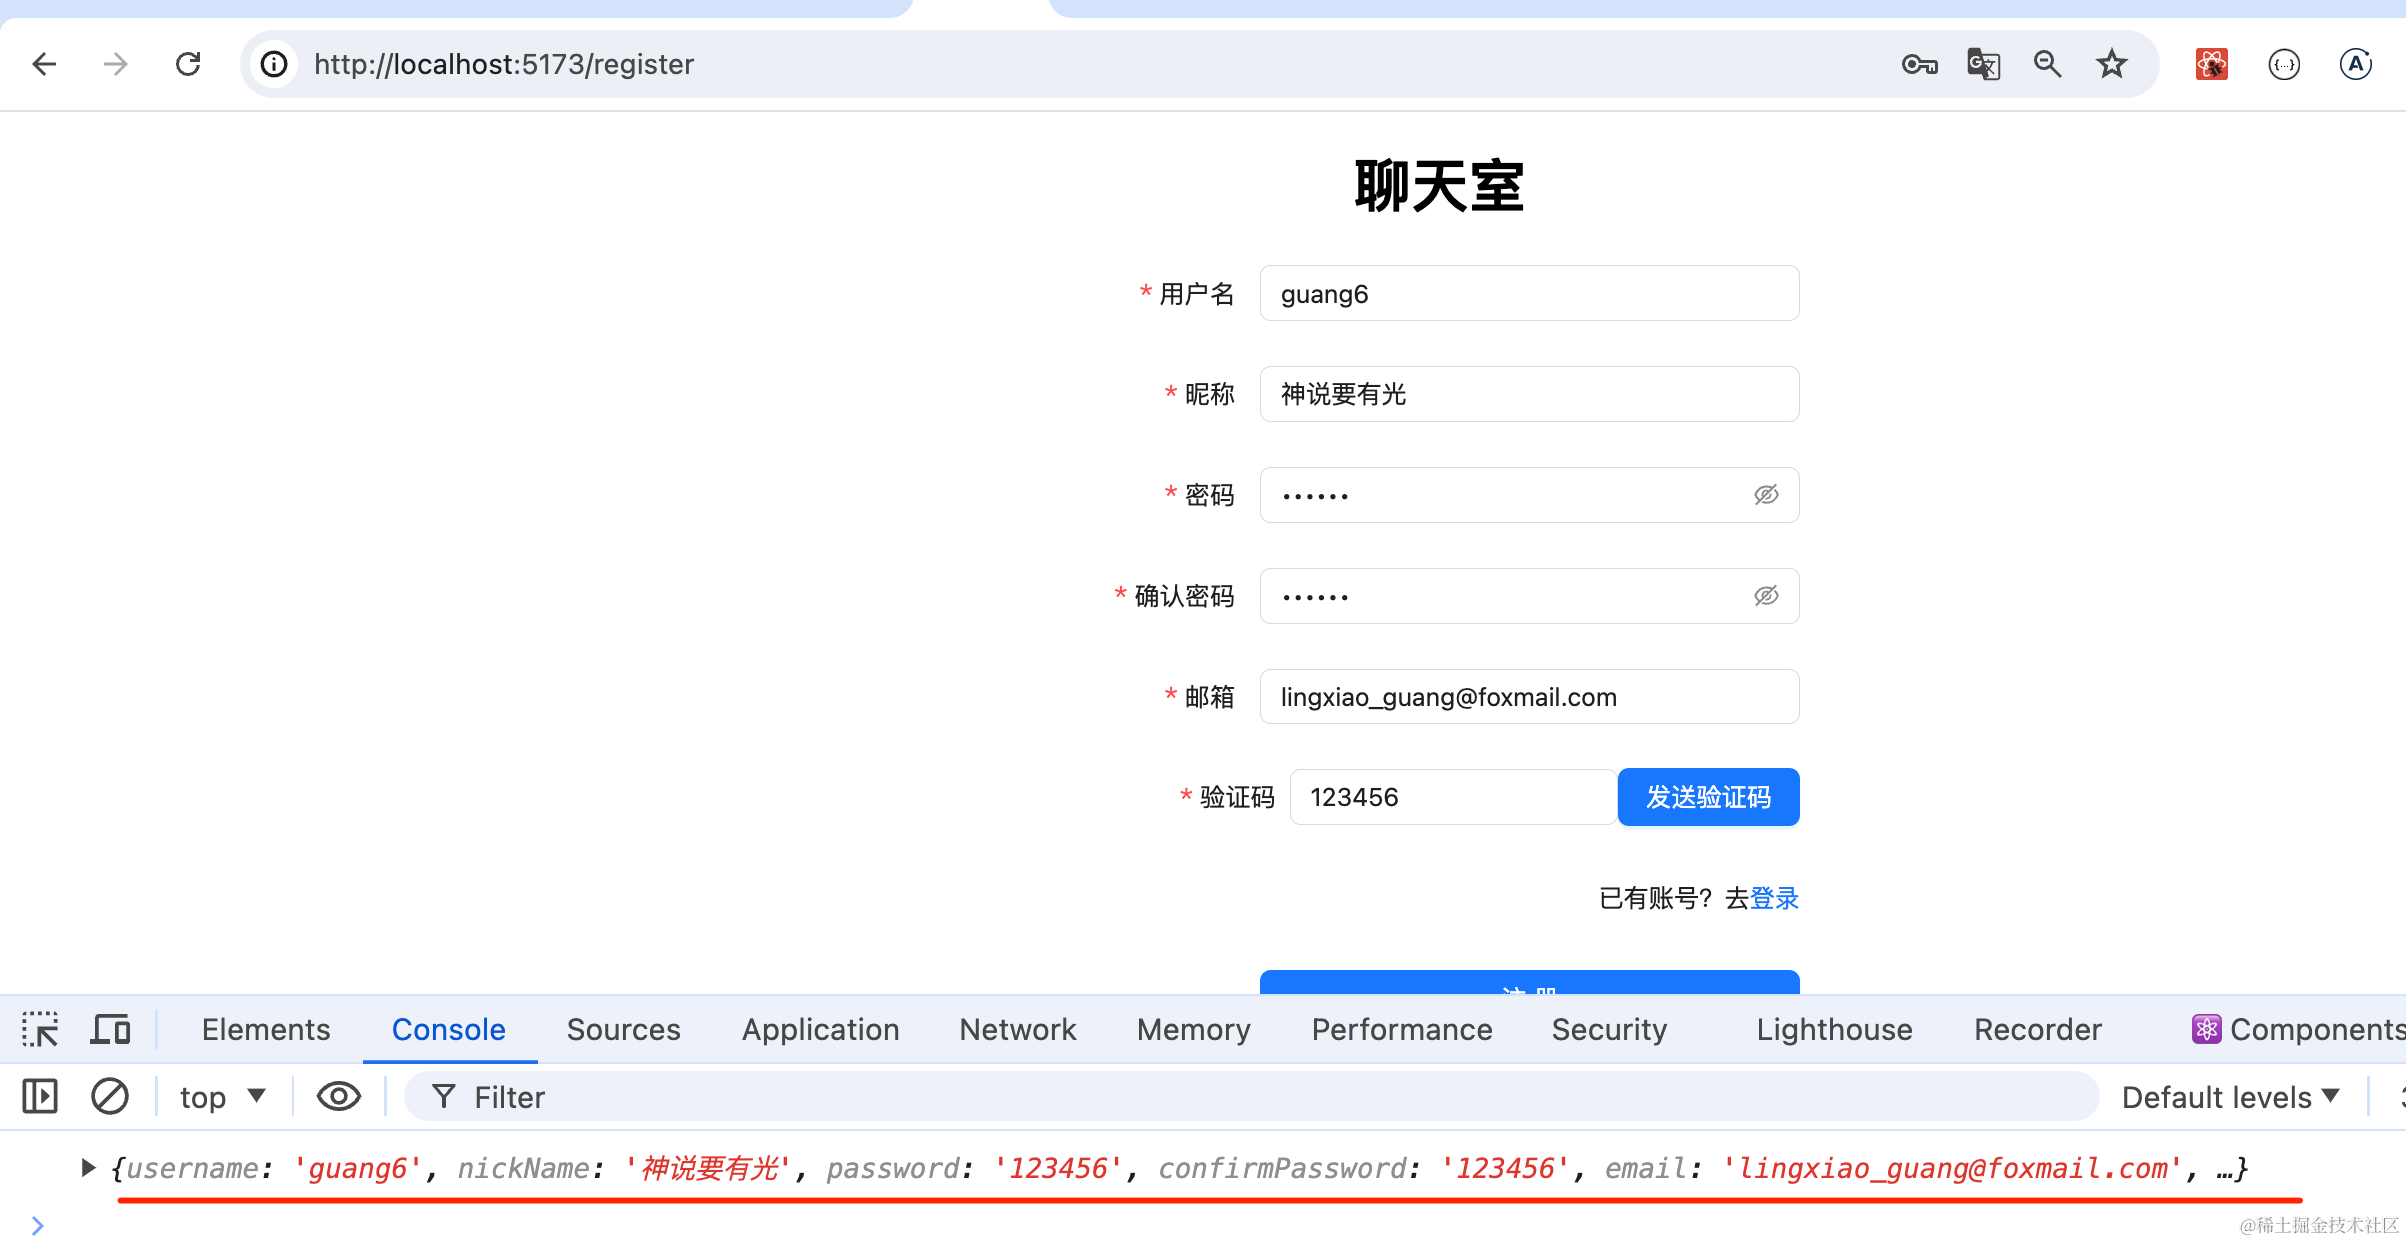 http://localhost:5173/register
聊天室
* 用户名 guang6
* 昵称 神说要有光
* 密码 ••••••
* 确认密码 ••••••
* 邮箱 lingxiao_guang@foxmail.com
* 验证码 123456 发送验证码
已有账号？去登录
注 册
Elements Console Sources Application Network Memory Performance Security Lighthouse Recorder Components
top Filter Default levels
{username: 'guang6', nickName: '神说要有光', password: '123456', confirmPassword: '123456', email: 'lingxiao_guang@foxmail.com', …}
@稀土掘金技术社区